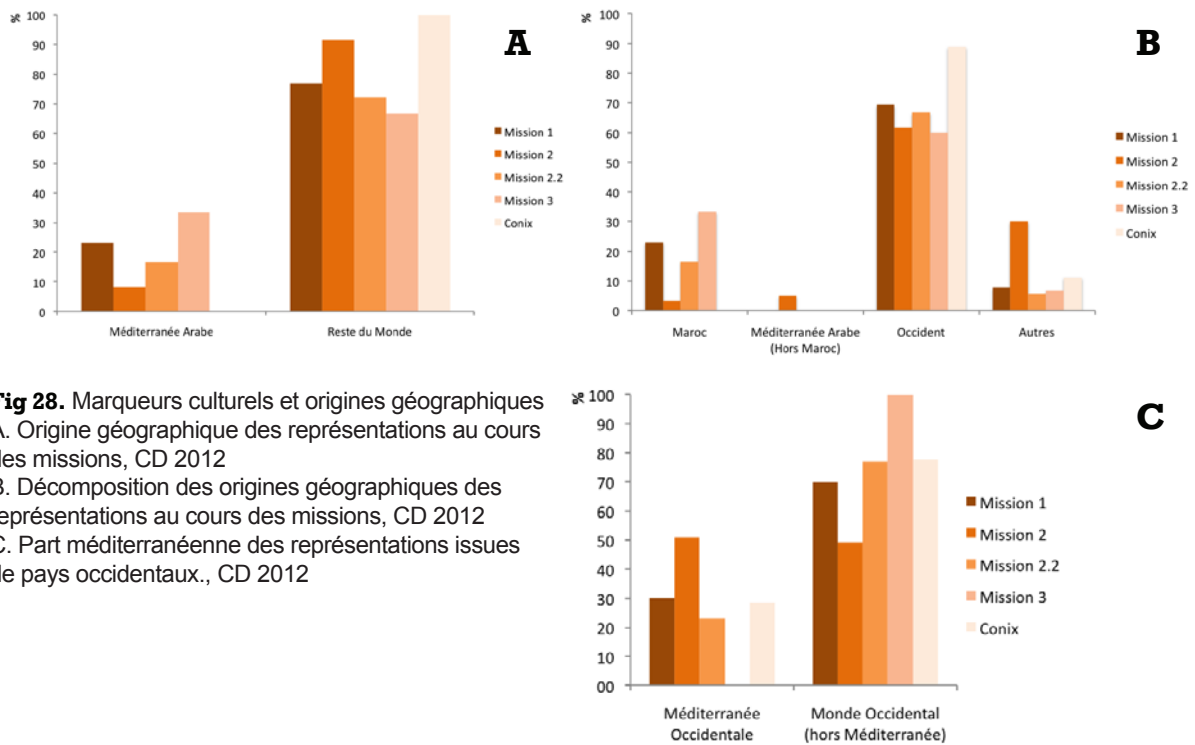 %
100
90
80
70
60
50
40
30
20
10
0
Méditerranée Arabe
Reste du Monde
A
Mission 1
Mission 2
Mission 2.2
Mission 3
Conix
%
100
90
80
70
60
50
40
30
20
10
0
Maroc
Méditerranée Arabe
(Hors Maroc)
Occident
Autres
B
Mission 1
Mission 2
Mission 2.2
Mission 3
Conix
Fig 28. Marqueurs culturels et origines géographiques
A. Origine géographique des représentations au cours
des missions, CD 2012
B. Décomposition des origines géographiques des
représentations au cours des missions, CD 2012
C. Part méditerranéenne des représentations issues
de pays occidentaux., CD 2012
%
100
90
80
70
60
50
40
30
20
10
00
Méditerranée
Occidentale
Monde Occidental
(hors Méditerranée)
C
Mission 1
Mission 2
Mission 2.2
Mission 3
Conix